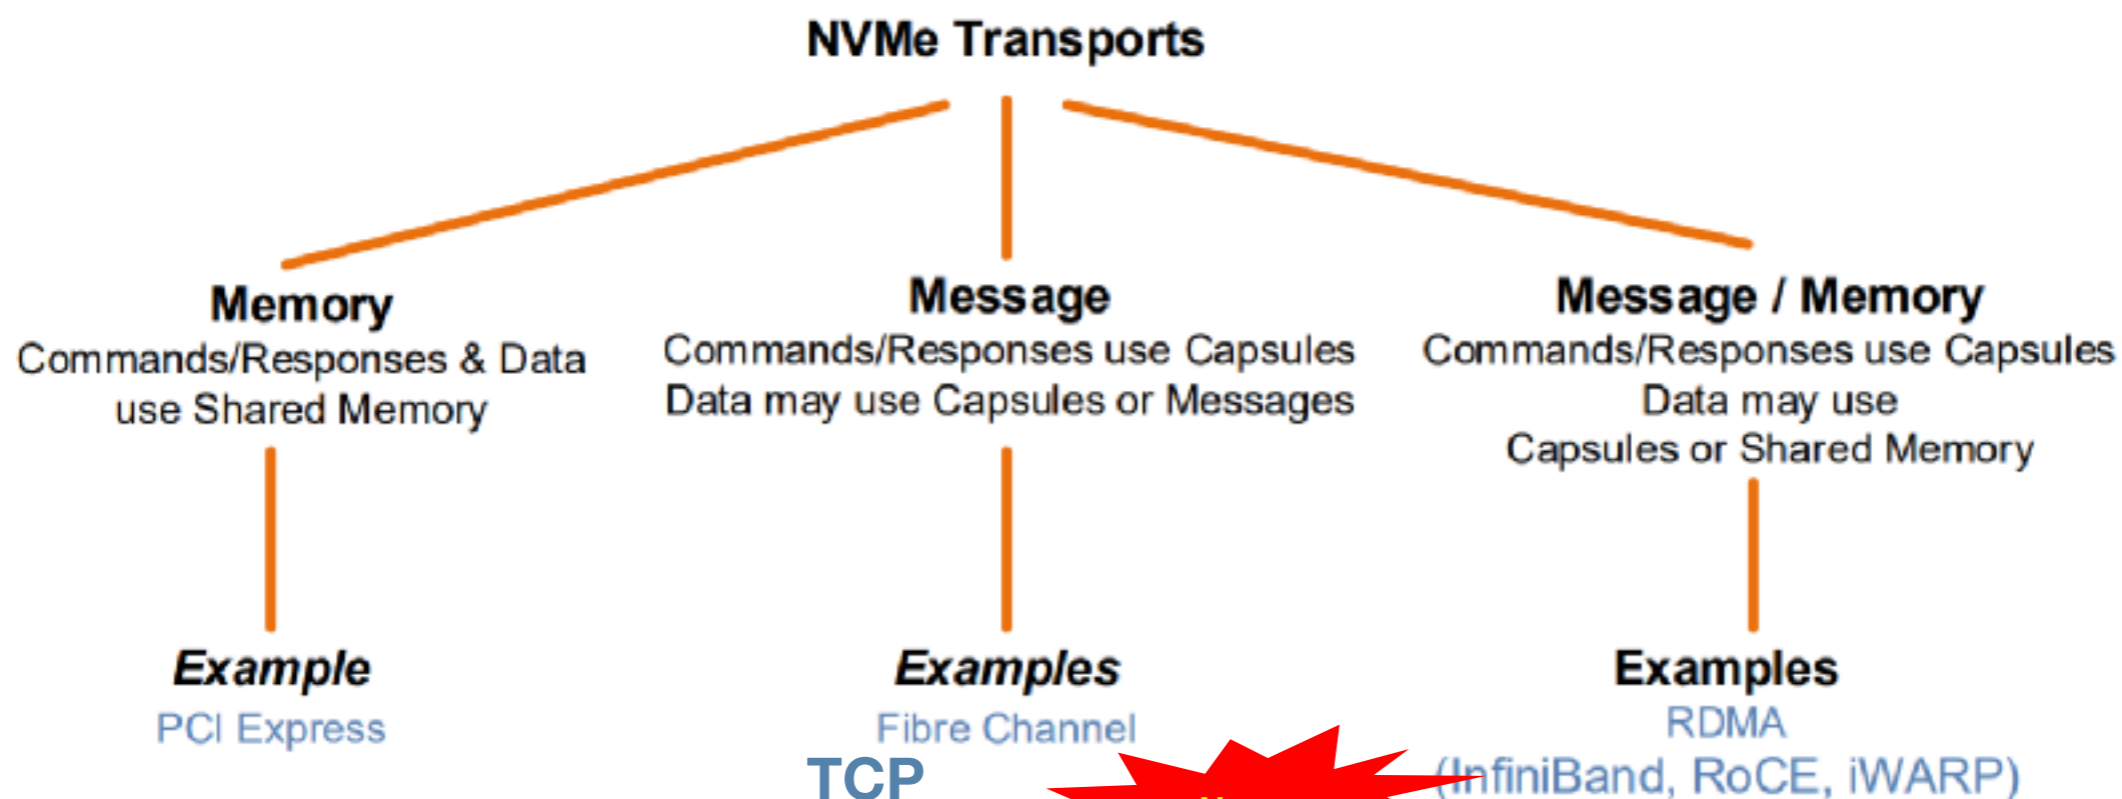 NVMe Transports
Memory
Commands/Responses & Data
use Shared Memory
Message
Commands/Responses use Capsules
Data may use Capsules or Messages
Message / Memory
Commands/Responses use Capsules
Data may use
Capsules or Shared Memory
Example
PCI Express
Examples
Fibre Channel
TCP
Examples
RDMA
(InfiniBand, RoCE, iWARP)